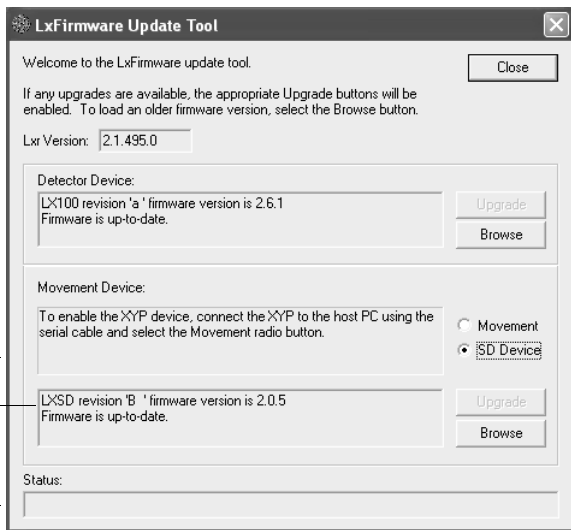 LxFirmware Update Tool
Welcome to the LxFirmware update tool.
Close
If any upgrades are available, the appropriate Upgrade buttons will be
enabled. To load an older firmware version, select the Browse button.
Lxr Version: 2.1.495.0
Detector Device:
LX100 revision 'a ' firmware version is 2.6.1
Firmware is up-to-date.
Upgrade
Browse
Movement Device:
To enable the XYP device, connect the XYP to the host PC using the
serial cable and select the Movement radio button.
Movement
SD Device
LXSD revision 'B  ' firmware version is 2.0.5
Firmware is up-to-date.
Upgrade
Browse
Status: